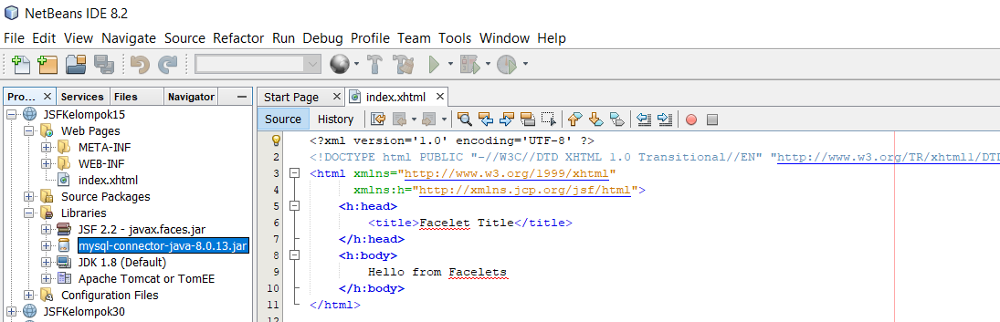 NetBeans IDE 8.2
File Edit View Navigate Source Refactor Run Debug Profile Team Tools Window Help
Pro... Services Files Navigator
JSFKelompok15
Web Pages
META-INF
WEB-INF
index.xhtml
Source Packages
Libraries
JSF 2.2 - javax.faces.jar
mysql-connector-java-8.0.13.jar
JDK 1.8 (Default)
Apache Tomcat or TomEE
Configuration Files
JSFKelompok30
Start Page index.xhtml
Source History
<?xml version='1.0' encoding='UTF-8' ?>
2 <!DOCTYPE html PUBLIC "-//W3C//DTD XHTML 1.0 Transitional//EN" "http://www.w3.org/TR/xhtml1/DTD
3 <html xmlns="http://www.w3.org/1999/xhtml"
4 xmlns:h="http://xmlns.jcp.org/jsf/html">
5 <h:head>
6 <title>Facelet Title</title>
7 </h:head>
8 <h:body>
9 Hello from Facelets
10 </h:body>
11 </html>
12